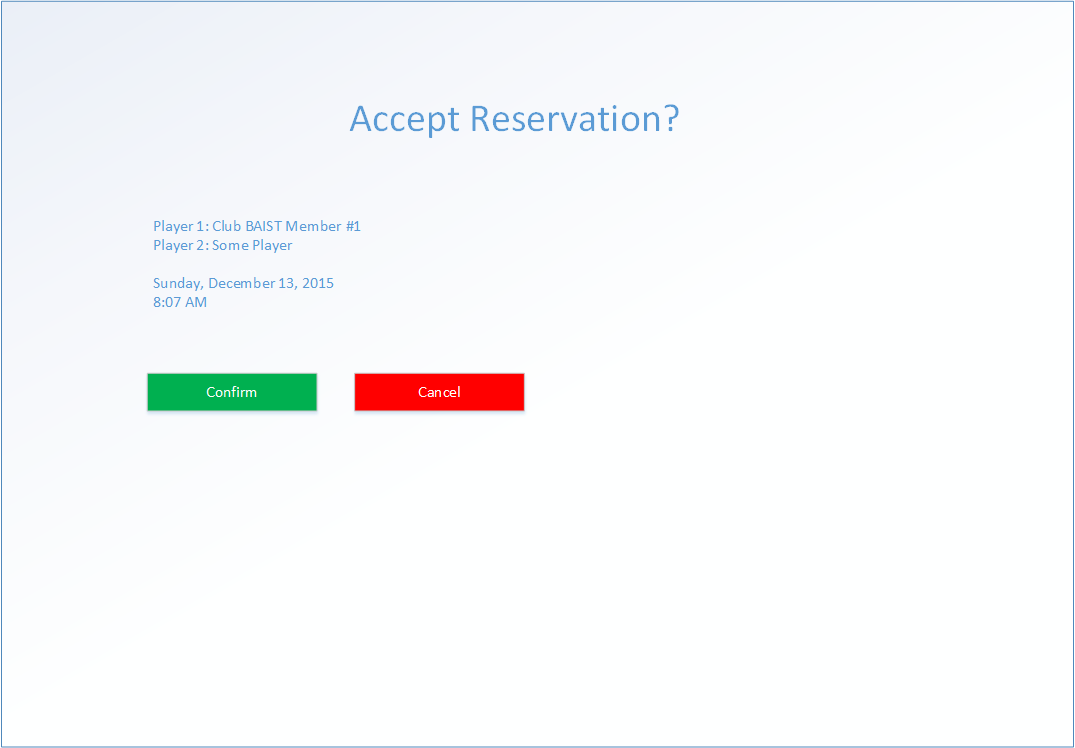 Accept Reservation?
Player 1: Club BAIST Member #1
Player 2: Some Player
Sunday, December 13, 2015
8:07 AM
Confirm
Cancel